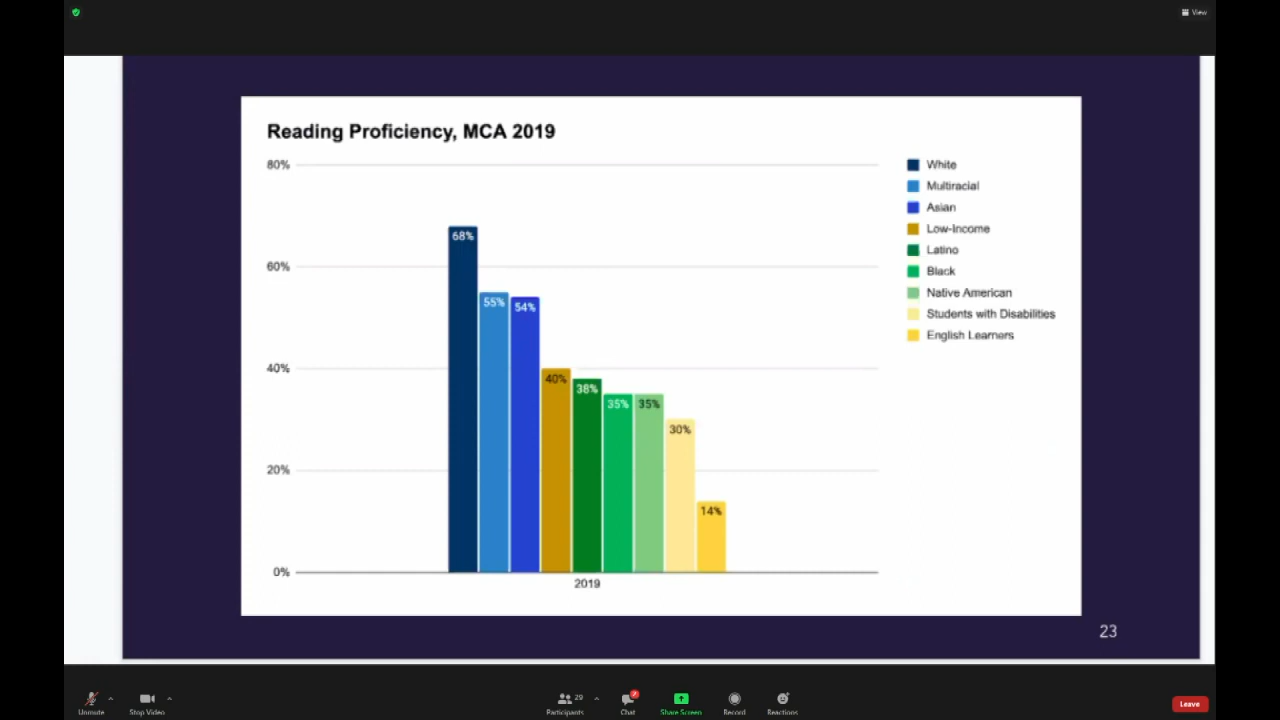 View
Reading Proficiency, MCA 2019
80%
60%
40%
20%
0%
68%
55%
54%
40%
38%
35%
35%
30%
14%
2019
White
Multiracial
Asian
Low-Income
Latino
Black
Native American
Students with Disabilities
English Learners
23
Unmute
Stop Video
Participants
29
Chat
2
Share Screen
Record
Reactions
Leave